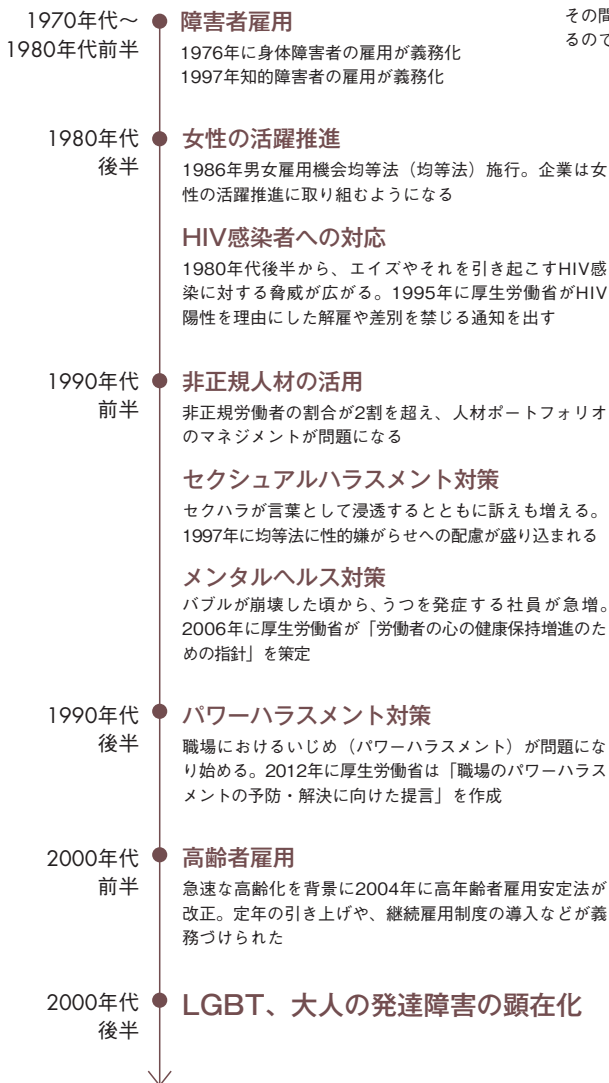 その間
るので
1970年代〜
1980年代前半
障害者雇用
1976年に身体障害者の雇用が義務化
1997年知的障害者の雇用が義務化
1980年代
後半
女性の活躍推進
1986年男女雇用機会均等法（均等法）施行。企業は女
性の活躍推進に取り組むようになる
HIV感染者への対応
1980年代後半から、エイズやそれを引き起こすHIV感
染に対する脅威が広がる。1995年に厚生労働省がHIV
陽性を理由にした解雇や差別を禁じる通知を出す
1990年代
前半
非正規人材の活用
非正規労働者の割合が2割を超え、人材ポートフォリオ
のマネジメントが問題になる
セクシュアルハラスメント対策
セクハラが言葉として浸透するとともに訴えも増える。
1997年に均等法に性的嫌がらせへの配慮が盛り込まれる
メンタルヘルス対策
バブルが崩壊した頃から、うつを発症する社員が急増。
2006年に厚生労働省が「労働者の心の健康保持増進のた
めの指針」を策定
1990年代
後半
パワーハラスメント対策
職場におけるいじめ（パワーハラスメント）が問題にな
り始める。2012年に厚生労働省は「職場のパワーハラス
メントの予防・解決に向けた提言」を作成
2000年代
前半
高齢者雇用
急速な高齢化を背景に2004年に高年齢者雇用安定法が
改正。定年の引き上げや、継続雇用制度の導入などが義
務づけられた
2000年代
後半
LGBT、大人の発達障害の顕在化